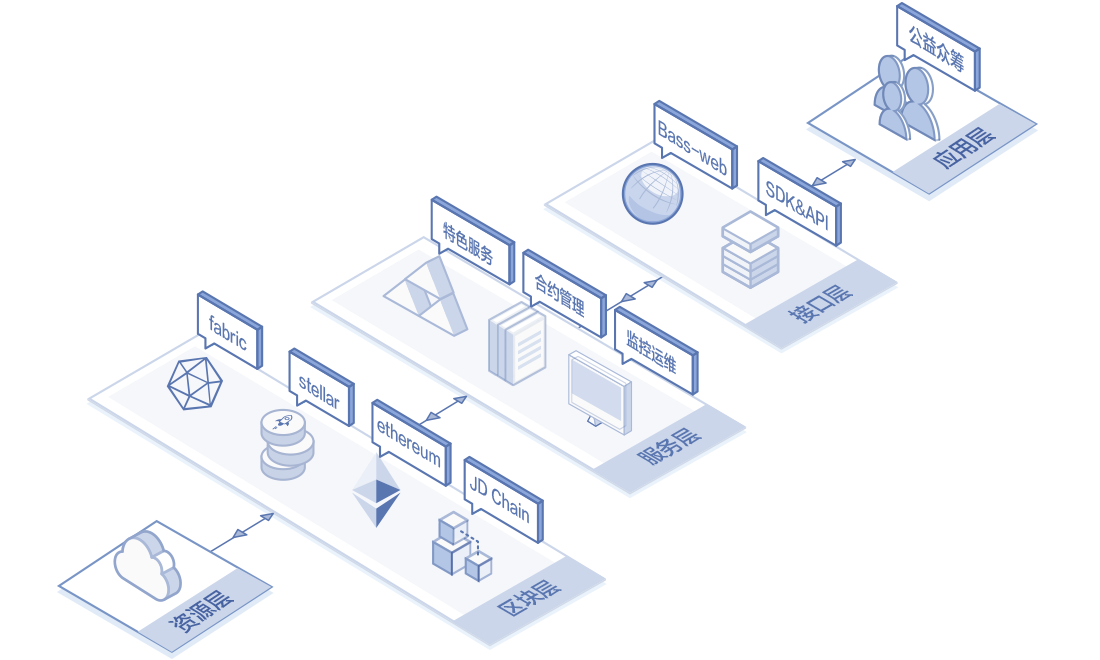 公益众筹
应用层
Bass-web
SDK&API
接口层
特色服务
合约管理
监控运维
服务层
fabric
stellar
ethereum
JD Chain
区块层
资源层